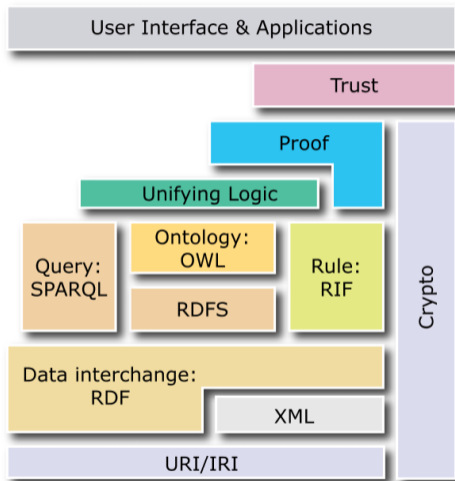 User Interface & Applications
Trust
Proof
Unifying Logic
Query:
SPARQL
Ontology:
OWL
RDFS
Rule:
RIF
Crypto
Data interchange:
RDF
XML
URI/IRI